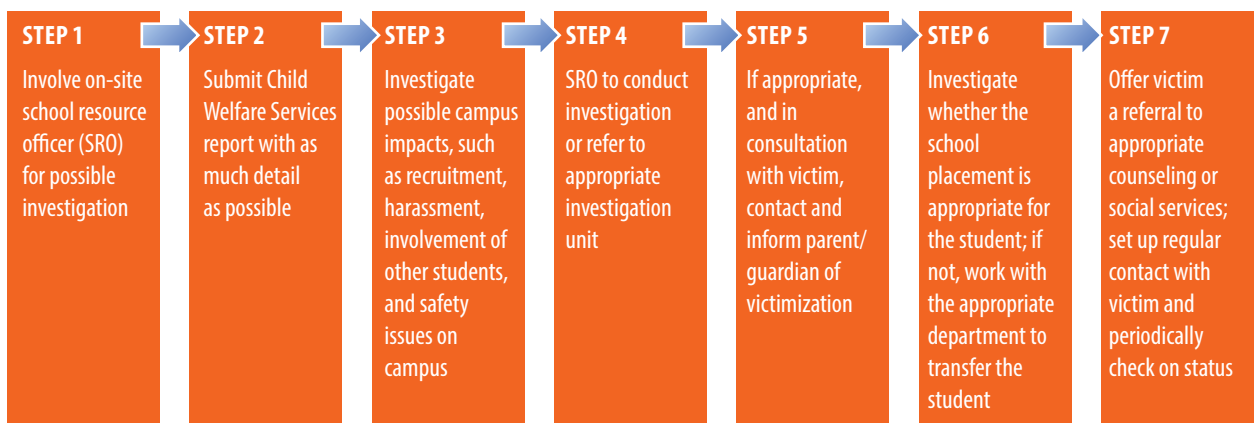 STEP 1
Involve on-site
school resource
officer (SRO)
for possible
investigation
STEP 2
Submit Child
Welfare Services
report with as
much detail
as possible
STEP 3
Investigate
possible campus
impacts, such
as recruitment,
harassment,
involvement of
other students,
and safety
issues on
campus
STEP 4
SRO to conduct
investigation
or refer to
appropriate
investigation
unit
STEP 5
If appropriate,
and in
consultation
with victim,
contact and
inform parent/
guardian of
victimization
STEP 6
Investigate
whether the
school
placement is
appropriate for
the student; if
not, work with
the appropriate
department to
transfer the
student
STEP 7
Offer victim
a referral to
appropriate
counseling or
social services;
set up regular
contact with
victim and
periodically
check on status